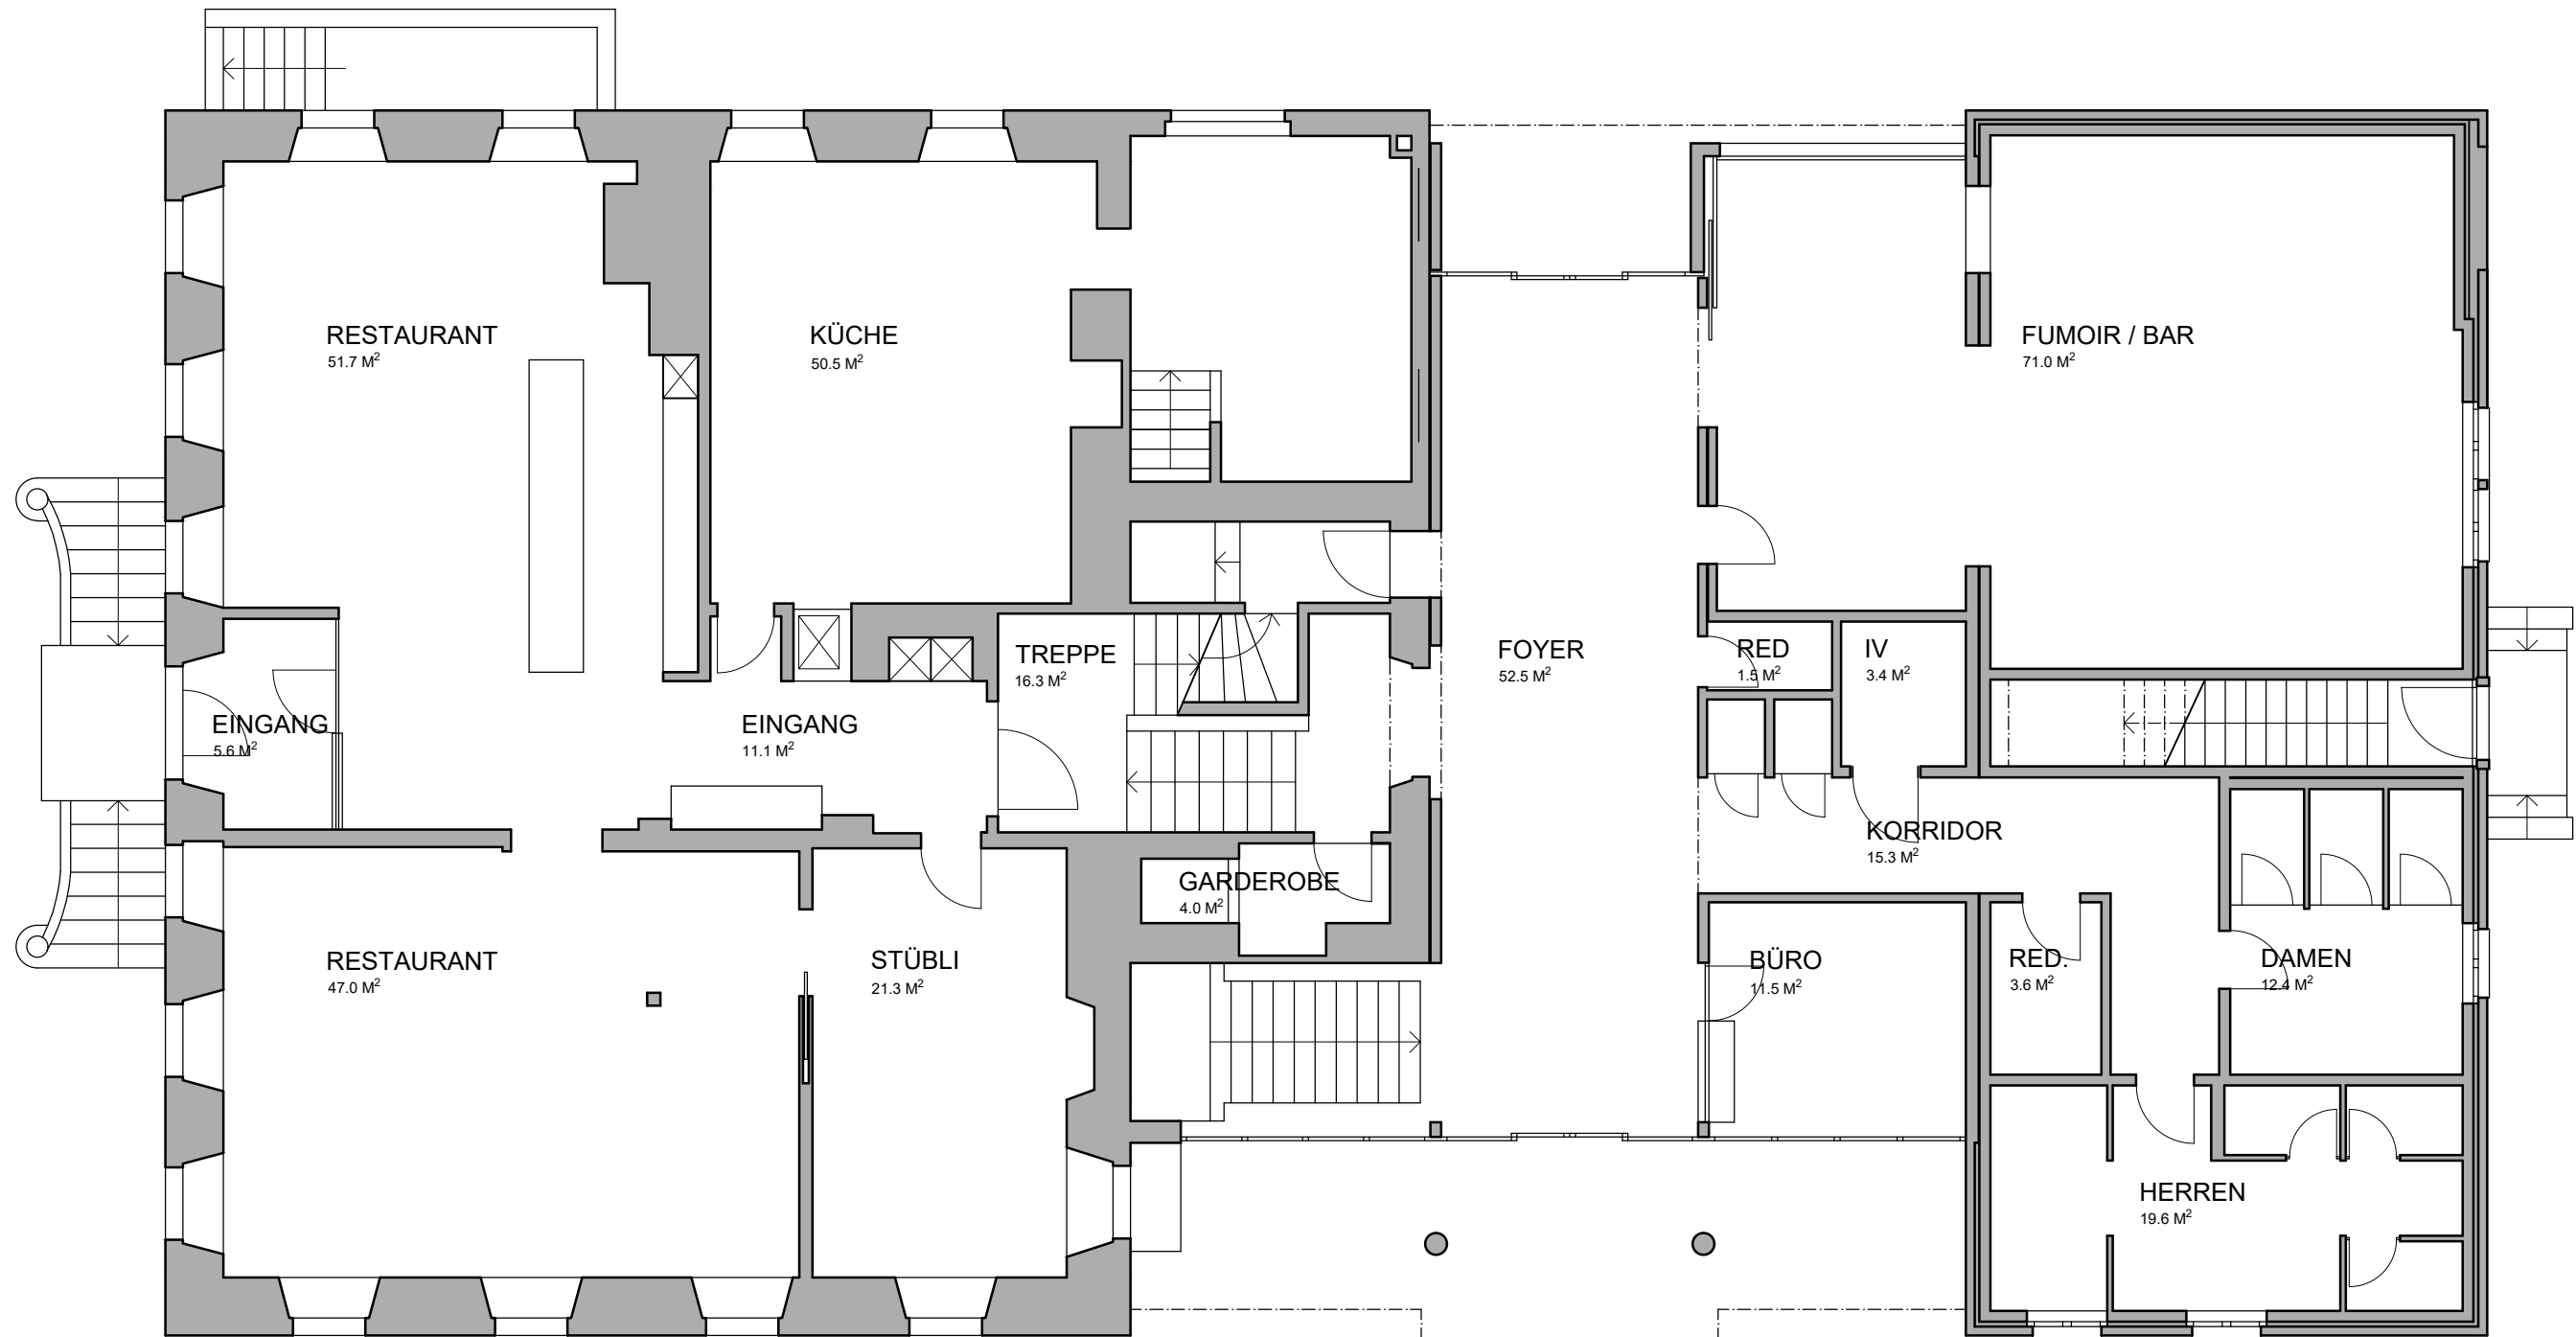 RESTAURANT
51.7 M²
KÜCHE
50.5 M²
FUMOIR / BAR
71.0 M²
TREPPE
16.3 M²
FOYER
52.5 M²
RED
1.5 M²
IV
3.4 M²
EINGANG
5.6 M²
EINGANG
11.1 M²
KORRIDOR
15.3 M²
GARDEROBE
4.0 M²
RESTAURANT
47.0 M²
STÜBLI
21.3 M²
BÜRO
11.5 M²
RED.
3.6 M²
DAMEN
12.4 M²
HERREN
19.6 M²